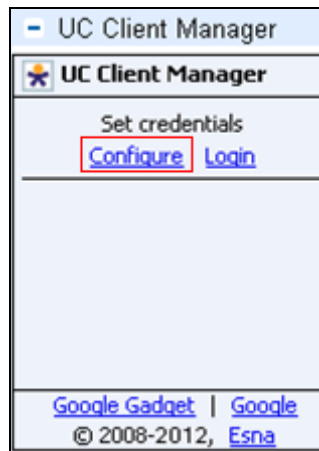 UC Client Manager
UC Client Manager
Set credentials
Configure Login
Google Gadget | Google
© 2008-2012, Esna